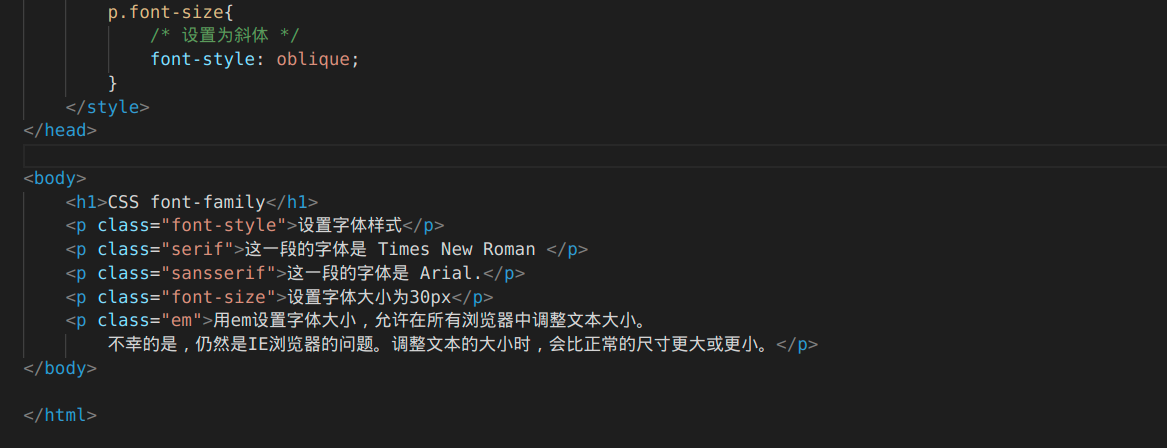 p.font-size{
/* 设置为斜体 */
font-style: oblique;
}
</style>
</head>
<body>
<h1>CSS font-family</h1>
<p class="font-style">设置字体样式</p>
<p class="serif">这一段的字体是 Times New Roman </p>
<p class="sansserif">这一段的字体是 Arial.</p>
<p class="font-size">设置字体大小为30px</p>
<p class="em">用em设置字体大小，允许在所有浏览器中调整文本大小。
不幸的是，仍然是IE浏览器的问题。调整文本的大小时，会比正常的尺寸更大或更小。</p>
</body>
</html>